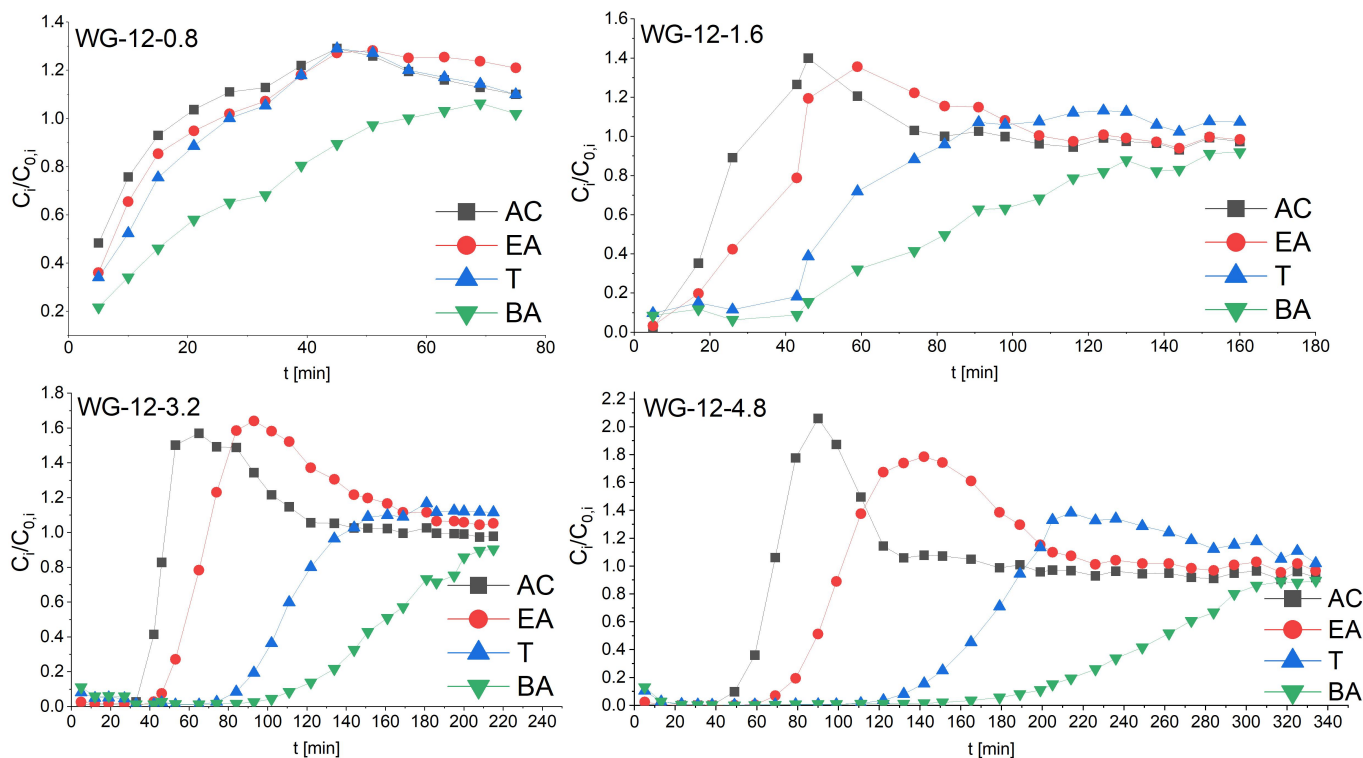 WG-12-0.8
C_i/C_0,i
1.4
1.2
1.0
0.8
0.6
0.4
0.2
0 20 40 60 80
t [min]
AC
EA
T
BA
WG-12-1.6
C_i/C_0,i
1.6
1.4
1.2
1.0
0.8
0.6
0.4
0.2
0.0
0 20 40 60 80 100 120 140 160 180
t [min]
AC
EA
T
BA
WG-12-3.2
C_i/C_0,i
1.8
1.6
1.4
1.2
1.0
0.8
0.6
0.4
0.2
0.0
0 20 40 60 80 100 120 140 160 180 200 220 240
t [min]
AC
EA
T
BA
WG-12-4.8
C_i/C_0,i
2.2
2.0
1.8
1.6
1.4
1.2
1.0
0.8
0.6
0.4
0.2
0.0
0 20 40 60 80 100 120 140 160 180 200 220 240 260 280 300 320 340
t [min]
AC
EA
T
BA